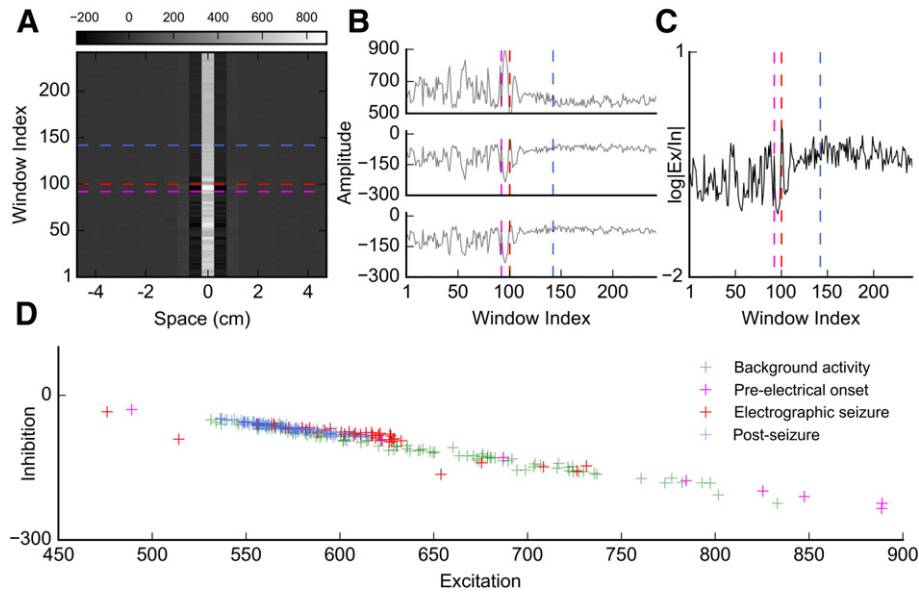 A
−200 0 200 400 600 800
Window Index
200
150
100
50
1
-4 -2 0 2 4
Space (cm)
B
Amplitude
900
700
500
0
−150
−300
0
−150
−300
1 50 100 150 200
Window Index
C
log|Ex/In|
1
−2
1 50 100 150 200
Window Index
D
Inhibition
0
−300
Background activity
Pre-electrical onset
Electrographic seizure
Post-seizure
450 500 550 600 650 700 750 800 850 900
Excitation